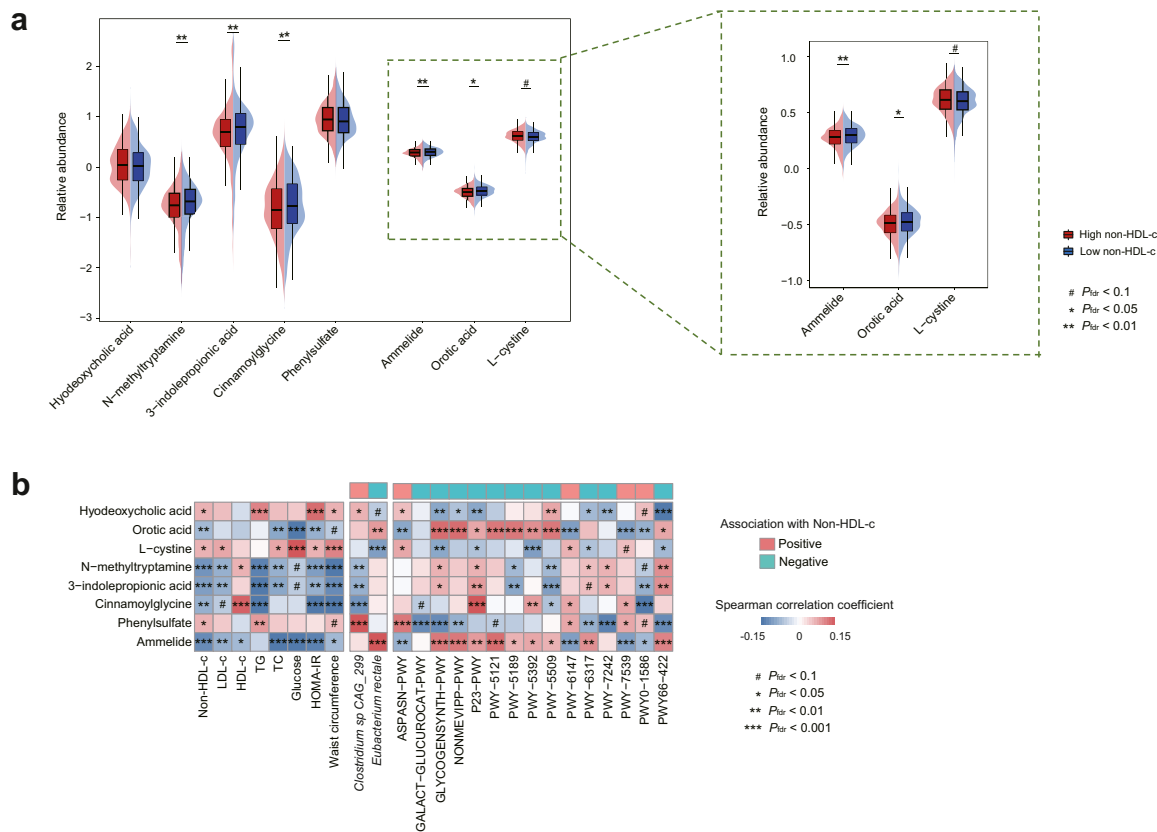 a
Relative abundance
2
1
0
−1
−2
−3
** ** ** ** * #
Hyodeoxycholic acid
N−methyltryptamine
3−indolepropionic acid
Cinnamoylglycine
Phenylsulfate
Ammelide
Orotic acid
L−cystine
Relative abundance
1.0
0.5
0.0
−0.5
−1.0
** * #
Ammelide
Orotic acid
L−cystine
High non-HDL-c
Low non-HDL-c
# Pfdr < 0.1
* Pfdr < 0.05
** Pfdr < 0.01
b
Hyodeoxycholic acid * *** *** * * # * ** * ** ** * * # ***
Orotic acid ** ** *** ** # ** ** *** *** * *** *** ** *** *** * ** ** *
L−cystine * * * *** * *** *** * ** * *** * * # *
N−methyltryptamine *** ** * *** ** # *** *** ** * * * * * # **
3−indolepropionic acid *** ** *** ** # ** *** ** * ** ** *** # * ** **
Cinnamoylglycine ** # *** *** *** *** *** # *** ** * * * ***
Phenylsulfate * ** # *** *** *** *** ** # *** ** *** * # ***
Ammelide *** ** * *** *** *** * *** ** *** *** ** *** * * ** *** * ** * ***
Non−HDL−c
LDL−c
HDL−c
TG
TC
Glucose
HOMA−IR
Waist circumference
Clostridium sp CAG_299
Eubacterium rectale
ASPASN−PWY
GALACT−GLUCUROCAT−PWY
GLYCOGENSYNTH−PWY
NONMEVIPP−PWY
P23−PWY
PWY−5121
PWY−5189
PWY−5392
PWY−5509
PWY−6147
PWY−6317
PWY−7242
PWY−7539
PWY0−1586
PWY66−422
Association with Non-HDL-c
Positive
Negative
Spearman correlation coefficient
-0.15 0 0.15
# Pfdr < 0.1
* Pfdr < 0.05
** Pfdr < 0.01
*** Pfdr < 0.001